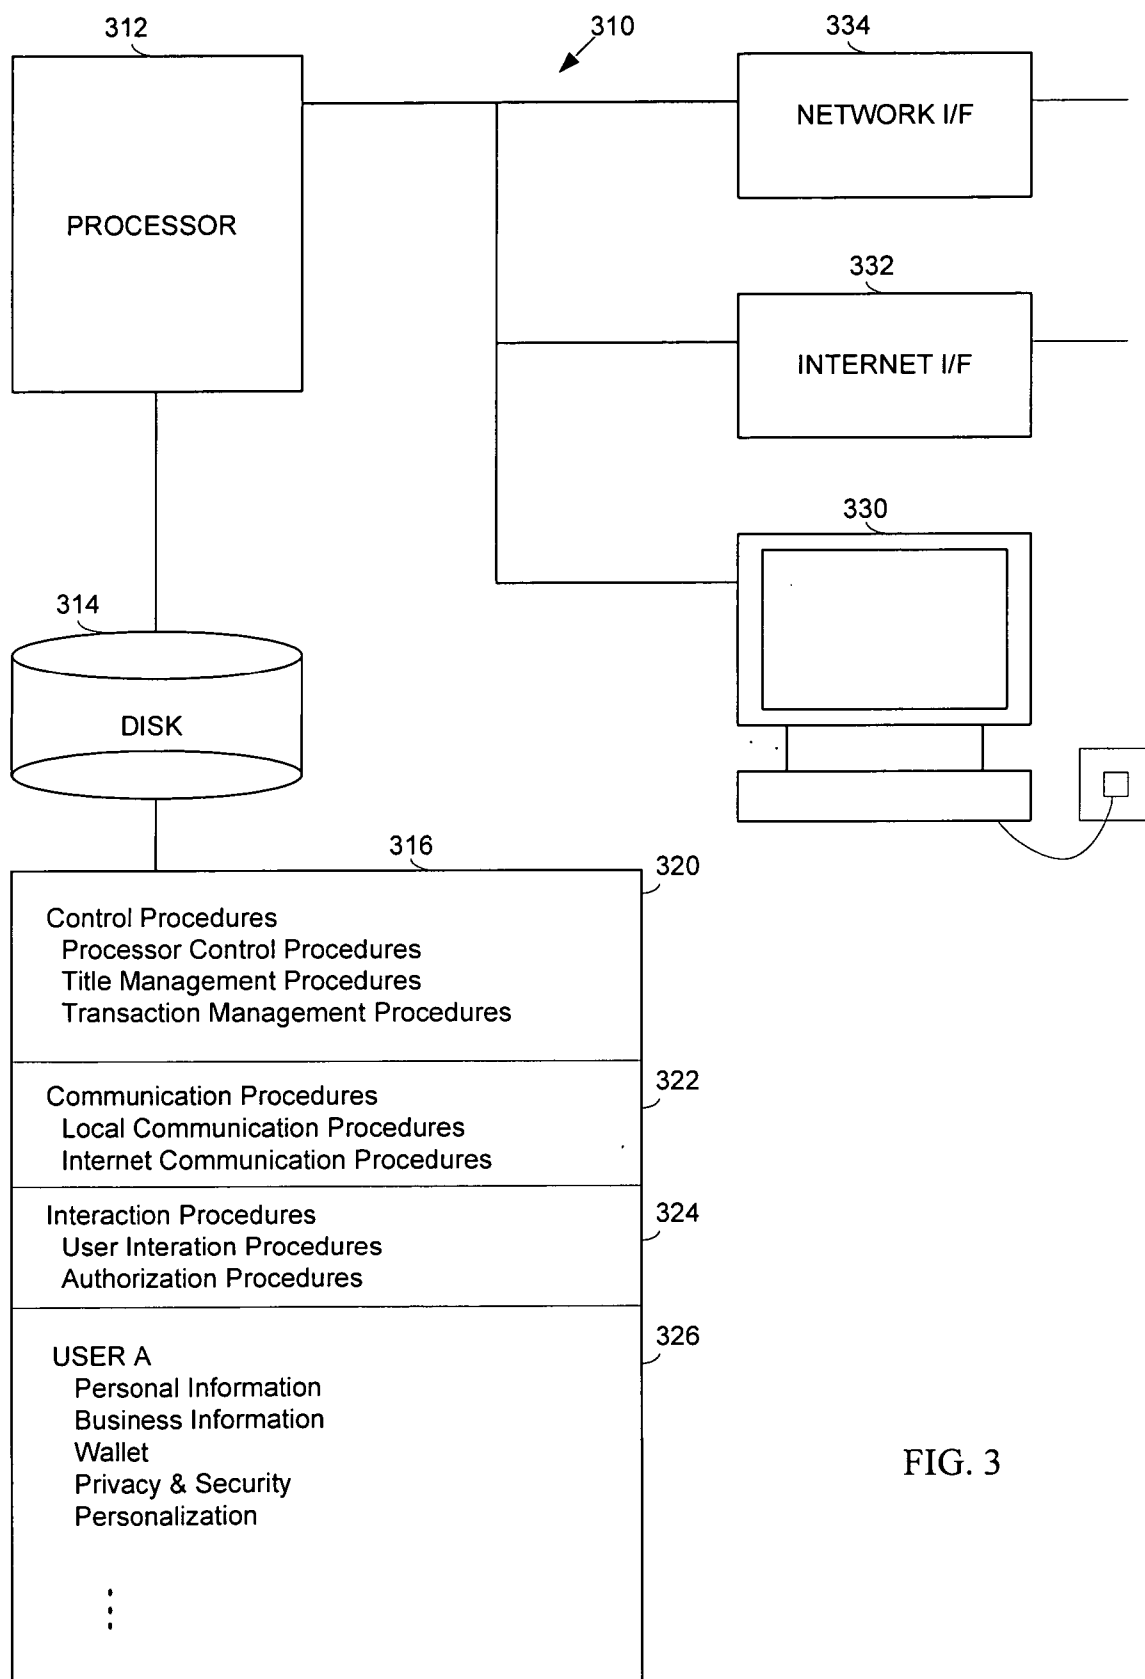 312
310
334
PROCESSOR
NETWORK I/F
332
INTERNET I/F
330
314
DISK
316
320
Control Procedures
Processor Control Procedures
Title Management Procedures
Transaction Management Procedures
322
Communication Procedures
Local Communication Procedures
Internet Communication Procedures
324
Interaction Procedures
User Interation Procedures
Authorization Procedures
326
USER A
Personal Information
Business Information
Wallet
Privacy & Security
Personalization
FIG. 3